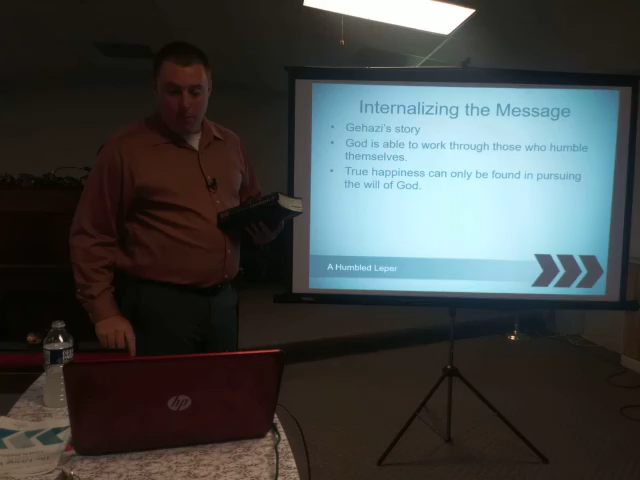 Internalizing the Message
• Gehazi's story
• God is able to work through those who humble
themselves.
• True happiness can only be found in pursuing
the will of God.
A Humbled Leper
hp